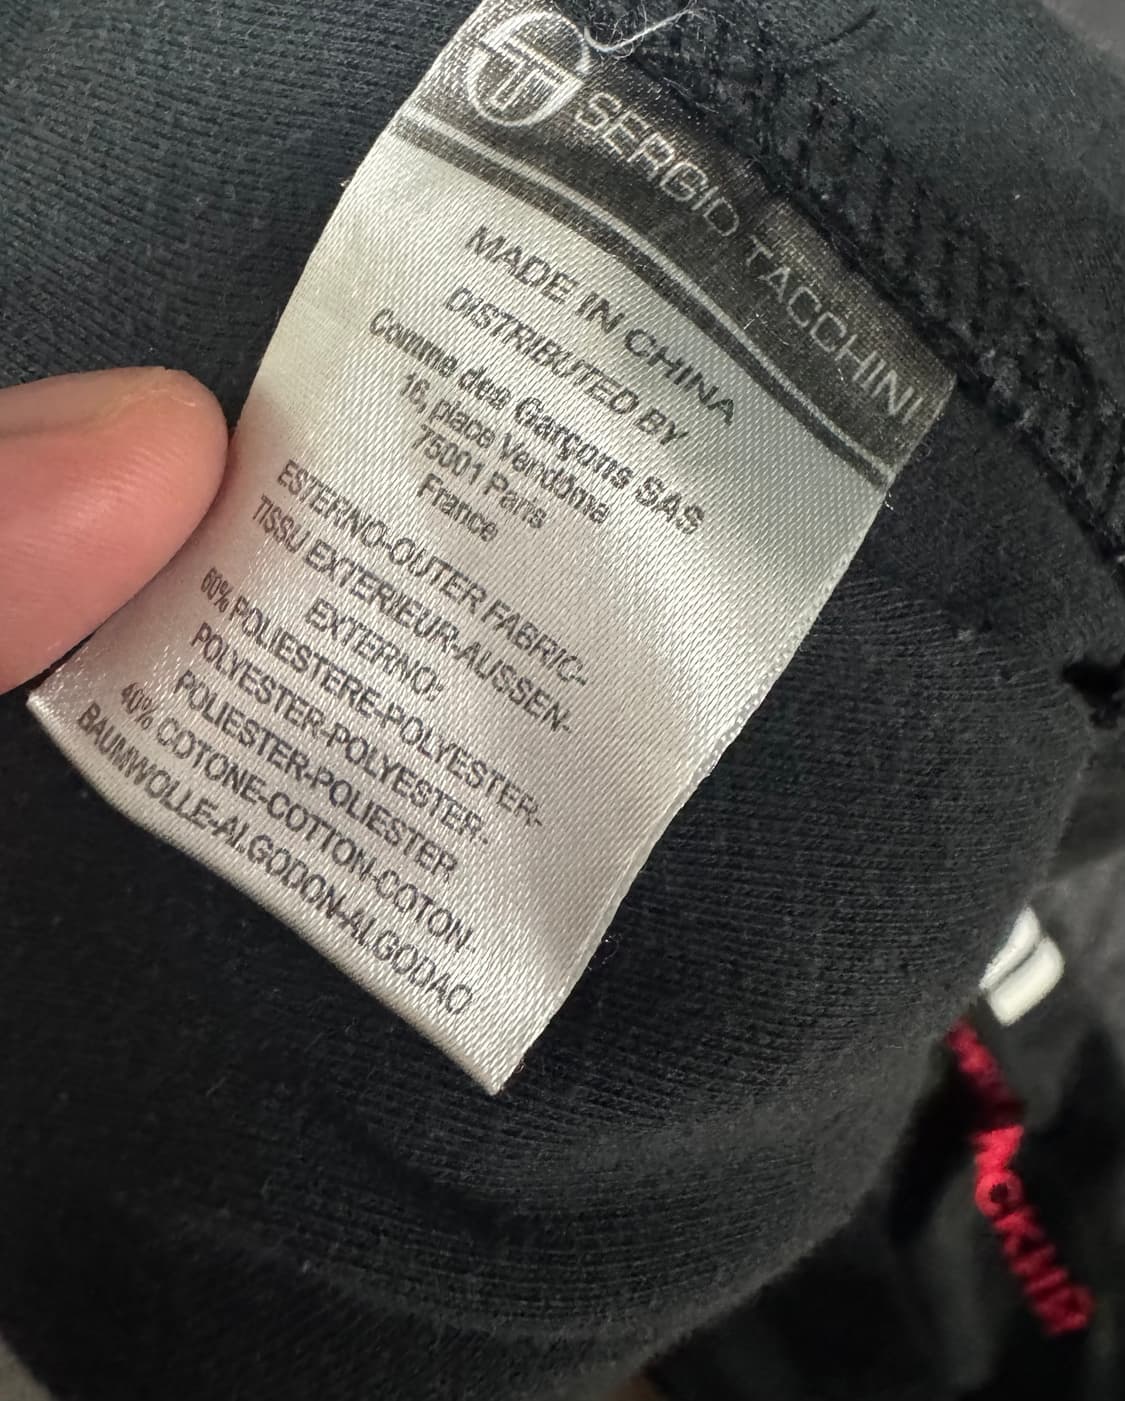 SERGIO TACCHINI
MADE IN CHINA
DISTRIBUTED BY
Comme des Garçons SAS
16, place Vendôme
75001 Paris
France
ESTERNO-OUTER FABRIC-
TISSU EXTERIEUR-AUSSEN-
EXTERNO:
60% POLIESTERE-POLYESTER-
POLYESTER-POLYESTER-
POLIESTER-POLIESTER
40% COTONE-COTTON-COTON-
BAUMWOLLE-ALGODON-ALGODAO